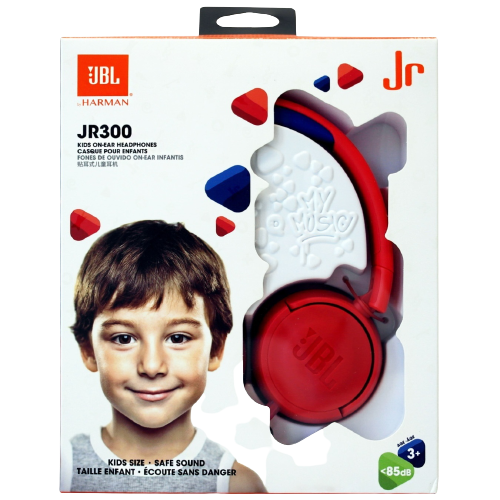 JBL
by HARMAN
Jr
JR300
KIDS ON-EAR HEADPHONES
CASQUE POUR ENFANTS
FONES DE OUVIDO ON-EAR INFANTIS
贴耳式儿童耳机
MY
MUSIC
JBL
KIDS SIZE • SAFE SOUND
TAILLE ENFANT • ÉCOUTE SANS DANGER
3+
<85dB